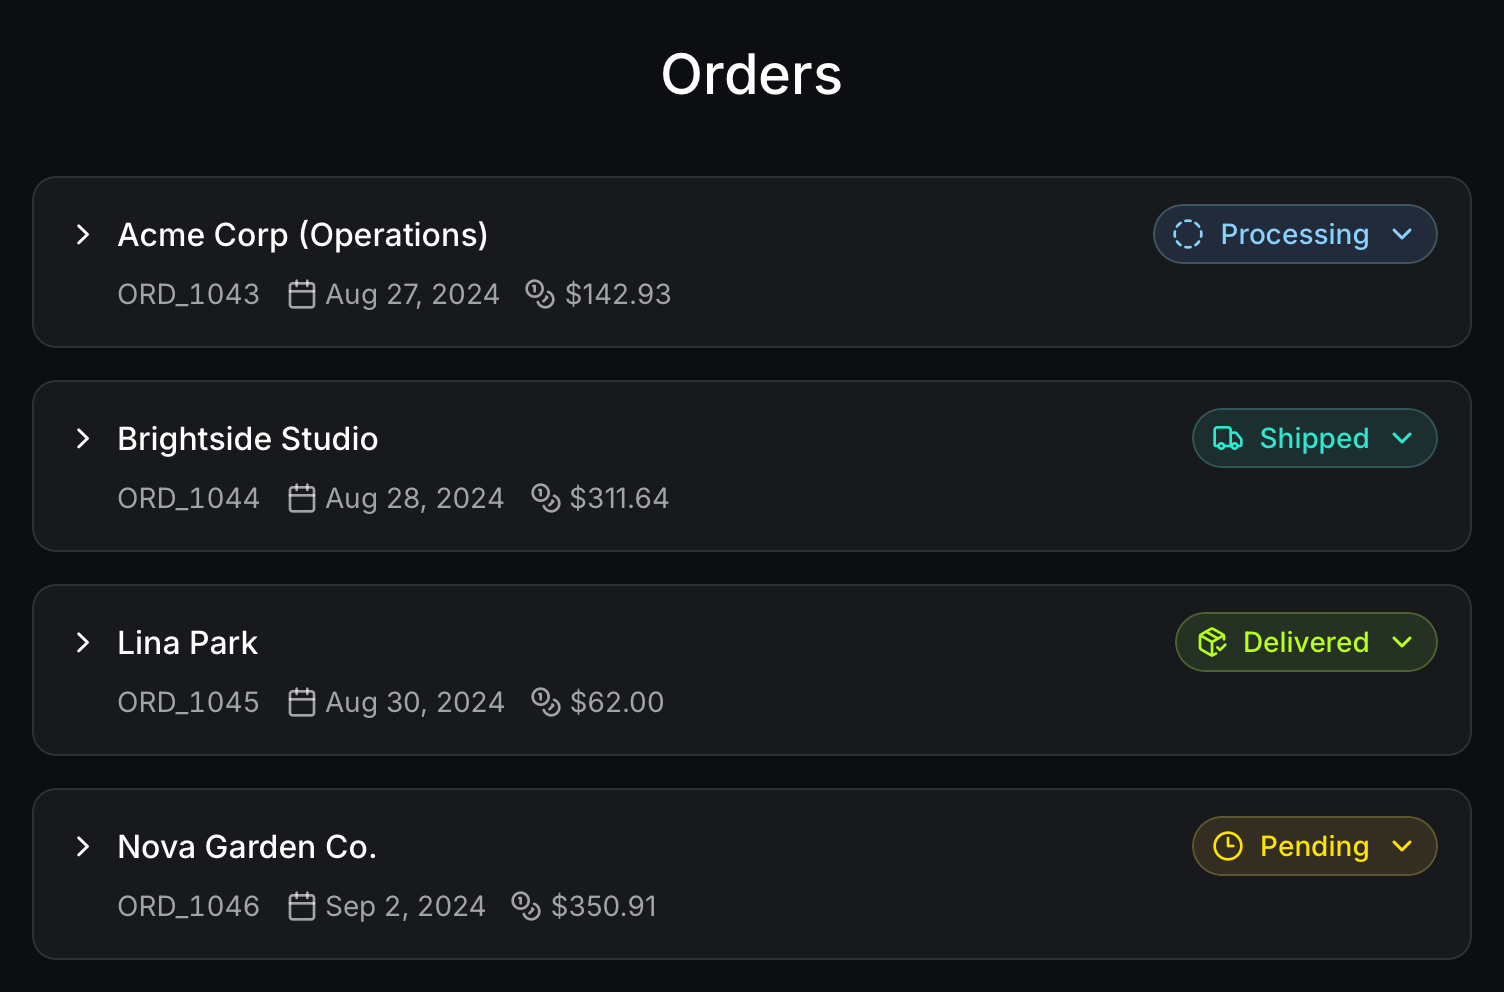 Orders
Acme Corp (Operations)
Processing
ORD_1043 Aug 27, 2024 $142.93
Brightside Studio
Shipped
ORD_1044 Aug 28, 2024 $311.64
Lina Park
Delivered
ORD_1045 Aug 30, 2024 $62.00
Nova Garden Co.
Pending
ORD_1046 Sep 2, 2024 $350.91